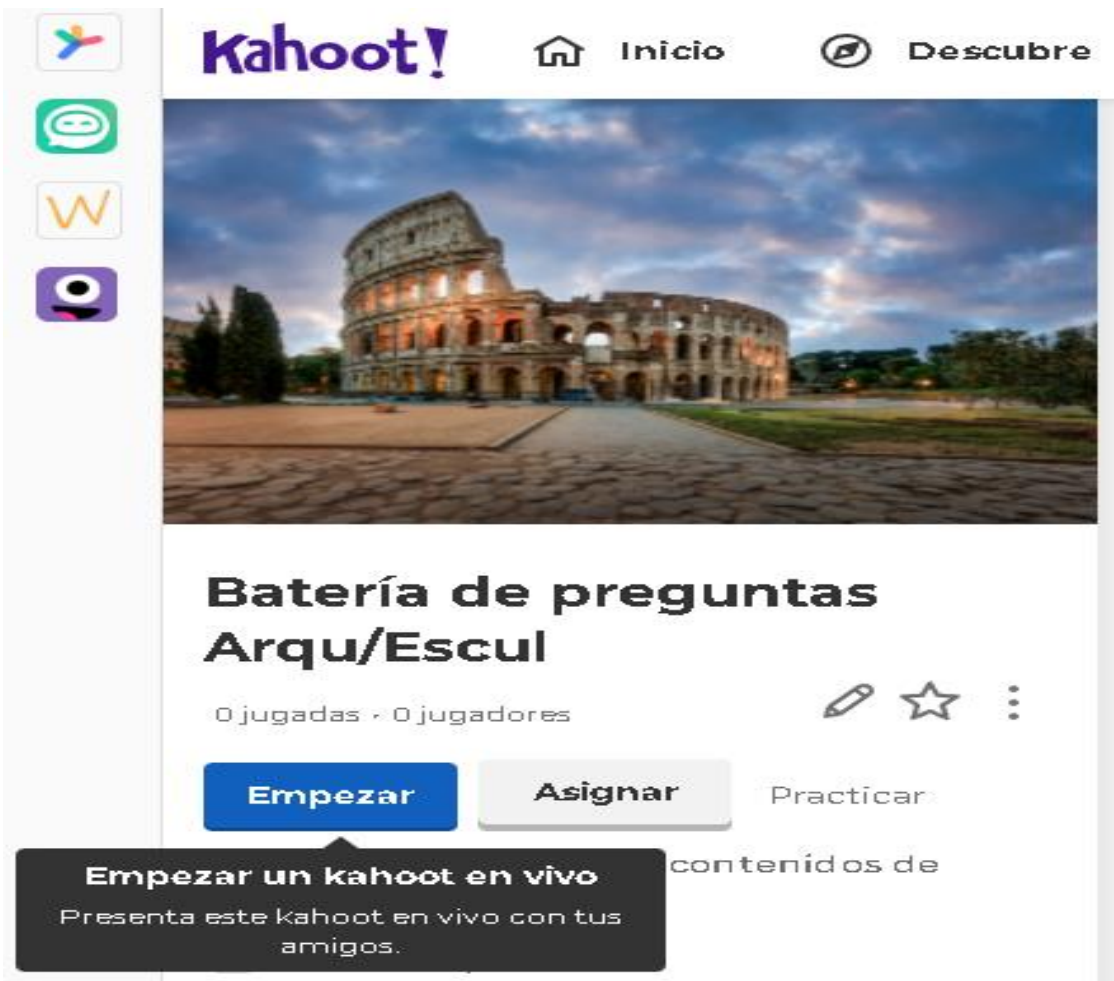 Kahoot! Inicio Descubre
Batería de preguntas
Arqu/Escul
0 jugadas · 0 jugadores
Empezar Asignar Practicar
contenidos de
Empezar un kahoot en vivo
Presenta este kahoot en vivo con tus
amigos.